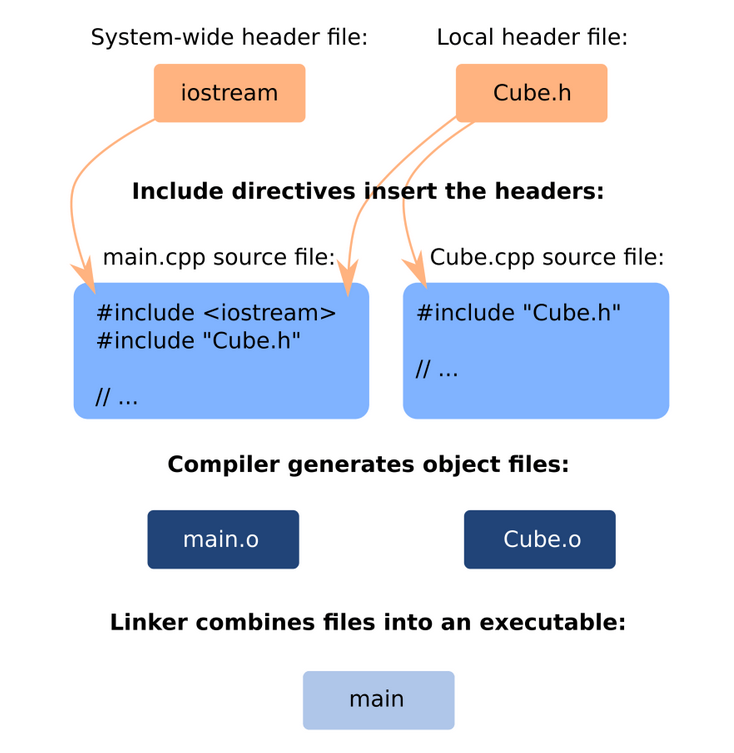 System-wide header file:
Local header file:
iostream
Cube.h
Include directives insert the headers:
main.cpp source file:
Cube.cpp source file:
#include <iostream>
#include "Cube.h"
// ...
#include "Cube.h"
// ...
Compiler generates object files:
main.o
Cube.o
Linker combines files into an executable:
main